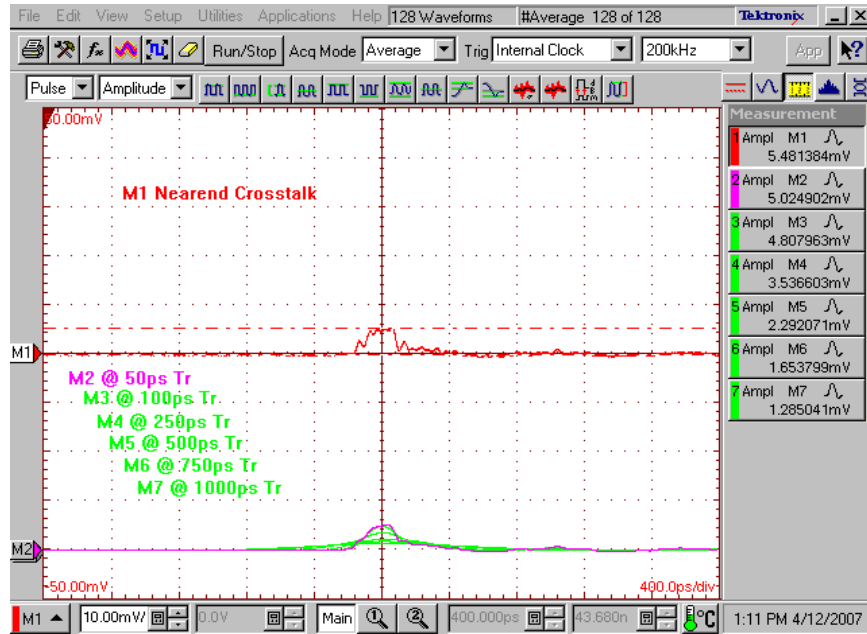 File Edit View Setup Utilities Applications Help 128 Waveforms #Average 128 of 128 Tektronix
Run/Stop Acq Mode Average Trig Internal Clock 200kHz App
Pulse Amplitude
50.00mV
M1 Nearend Crosstalk
M1
M2 @ 50ps Tr
M3 @ 100ps Tr
M4 @ 250ps Tr
M5 @ 500ps Tr
M6 @ 750ps Tr
M7 @ 1000ps Tr
M2
-50.00mV 400.0ps/div
Measurement
1 Ampl M1
5.481384mV
2 Ampl M2
5.024902mV
3 Ampl M3
4.807963mV
4 Ampl M4
3.536603mV
5 Ampl M5
2.292071mV
6 Ampl M6
1.653799mV
7 Ampl M7
1.285041mV
M1 10.00mV/ 0.0V Main 400.000ps 43.680n °C 1:11 PM 4/12/2007